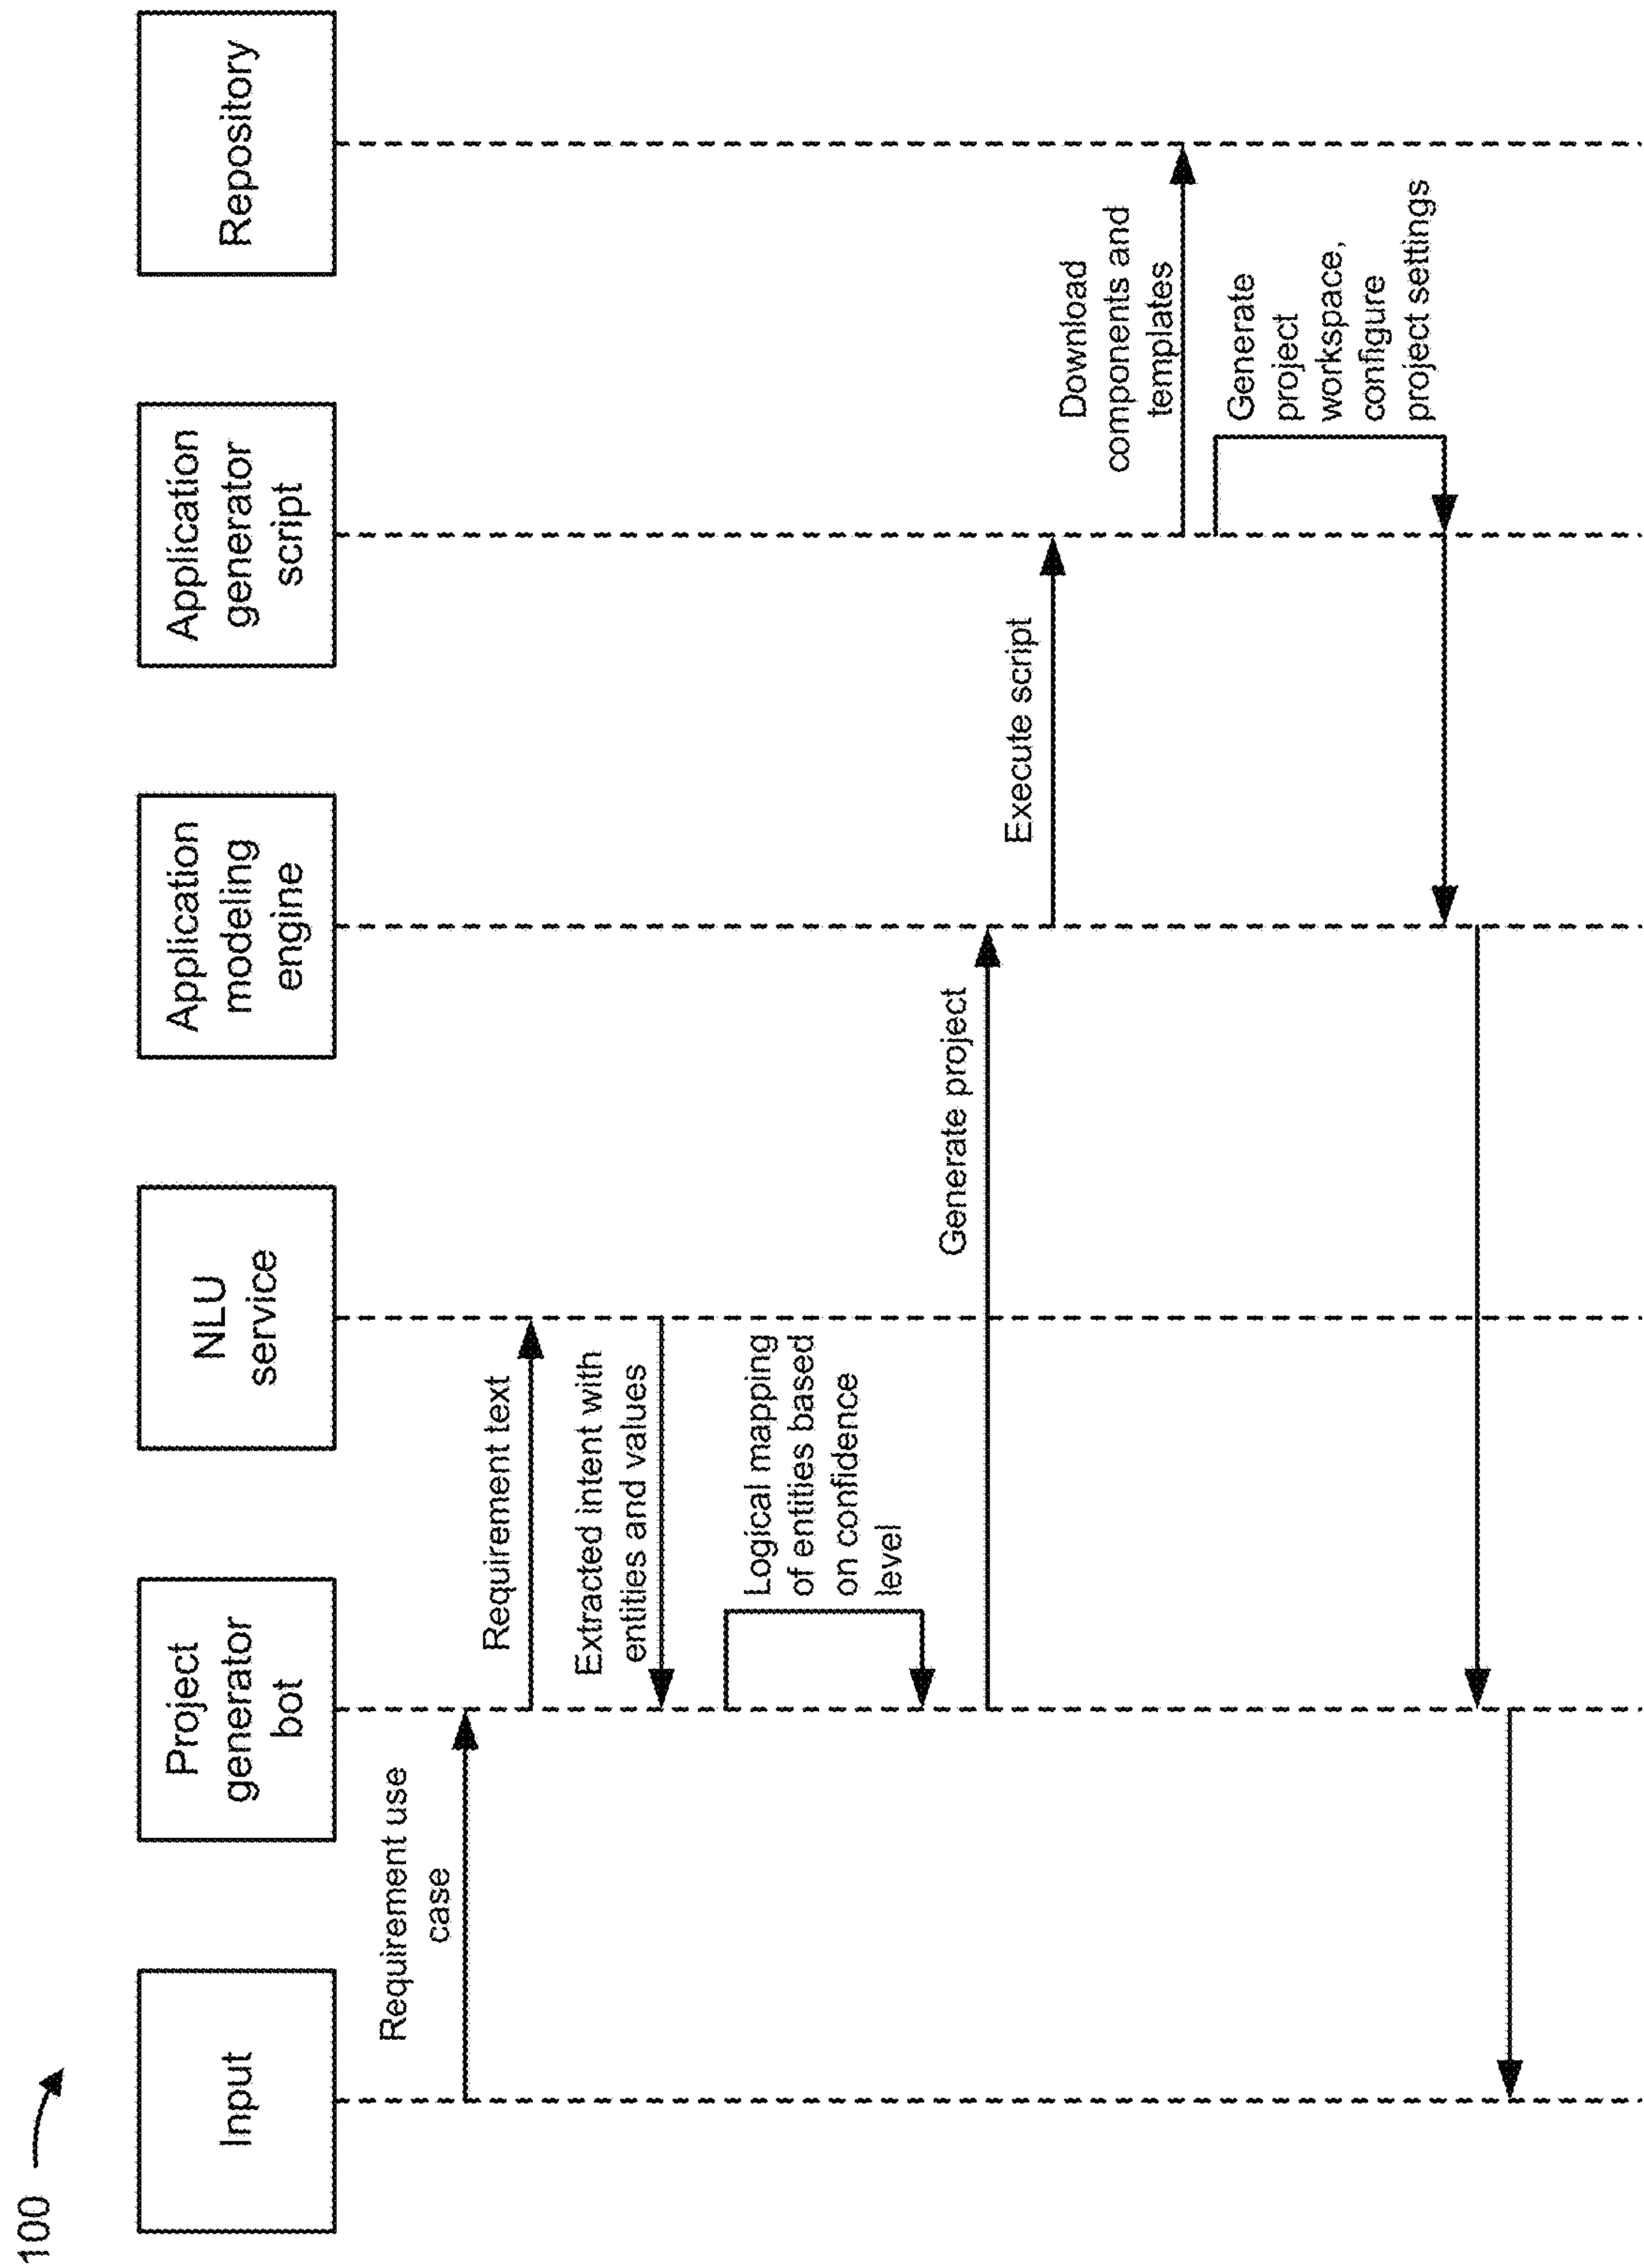 100
Input
Project
generator
bot
NLU
service
Application
modeling
engine
Application
generator
script
Repository
Requirement use
case
Requirement text
Extracted intent with
entities and values
Logical mapping
of entities based
on confidence
level
Generate project
Execute script
Download
components and
templates
Generate
project
workspace,
configure
project settings